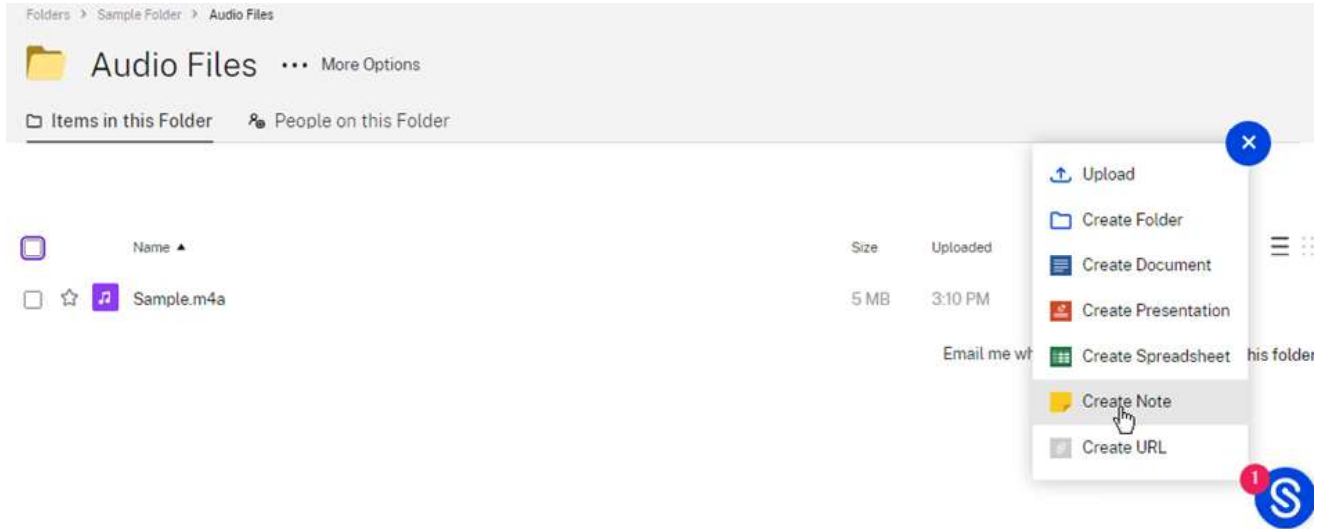 Folders > Sample Folder > Audio Files
Audio Files ••• More Options
Items in this Folder People on this Folder
Upload
Create Folder
Name ▲ Size Uploaded
Create Document
Sample.m4a 5 MB 3:10 PM
Create Presentation
Email me
Create Spreadsheet
his folder
Create Note
Create URL
1
S